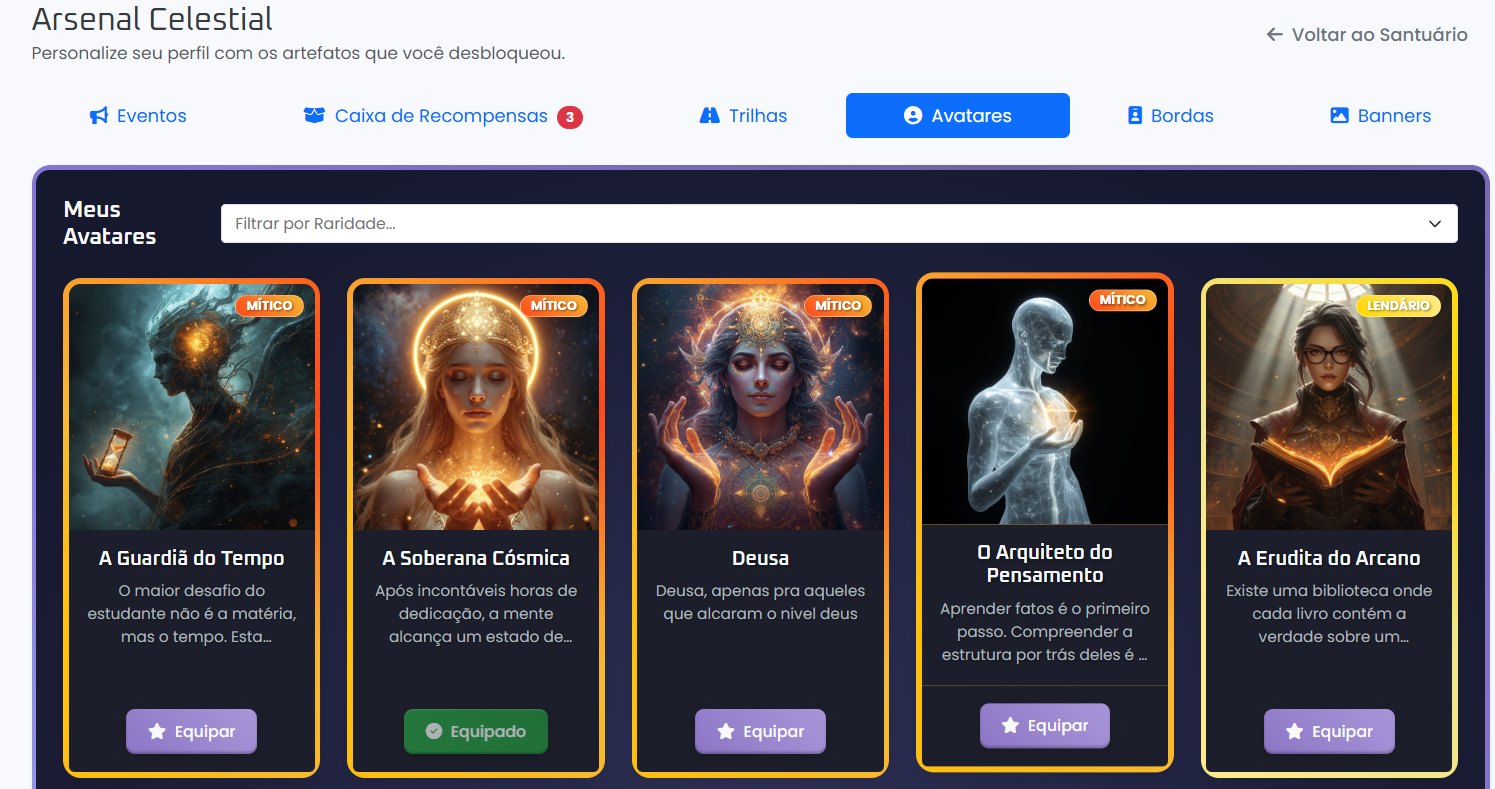 Arsenal Celestial
Personalize seu perfil com os artefatos que você desbloqueou.
Voltar ao Santuário
Eventos
Caixa de Recompensas 3
Trilhas
Avatares
Bordas
Banners
Meus
Avatares
Filtrar por Raridade...
MÍTICO
A Guardiã do Tempo
O maior desafio do
estudante não é a matéria,
mas o tempo. Esta...
Equipar
MÍTICO
A Soberana Cósmica
Após incontáveis horas de
dedicação, a mente
alcança um estado de...
Equipado
MÍTICO
Deusa
Deusa, apenas pra aqueles
que alcaram o nivel deus
Equipar
MÍTICO
O Arquiteto do
Pensamento
Aprender fatos é o primeiro
passo. Compreender a
estrutura por trás deles é ...
Equipar
LENDÁRIO
A Erudita do Arcano
Existe uma biblioteca onde
cada livro contém a
verdade sobre um...
Equipar